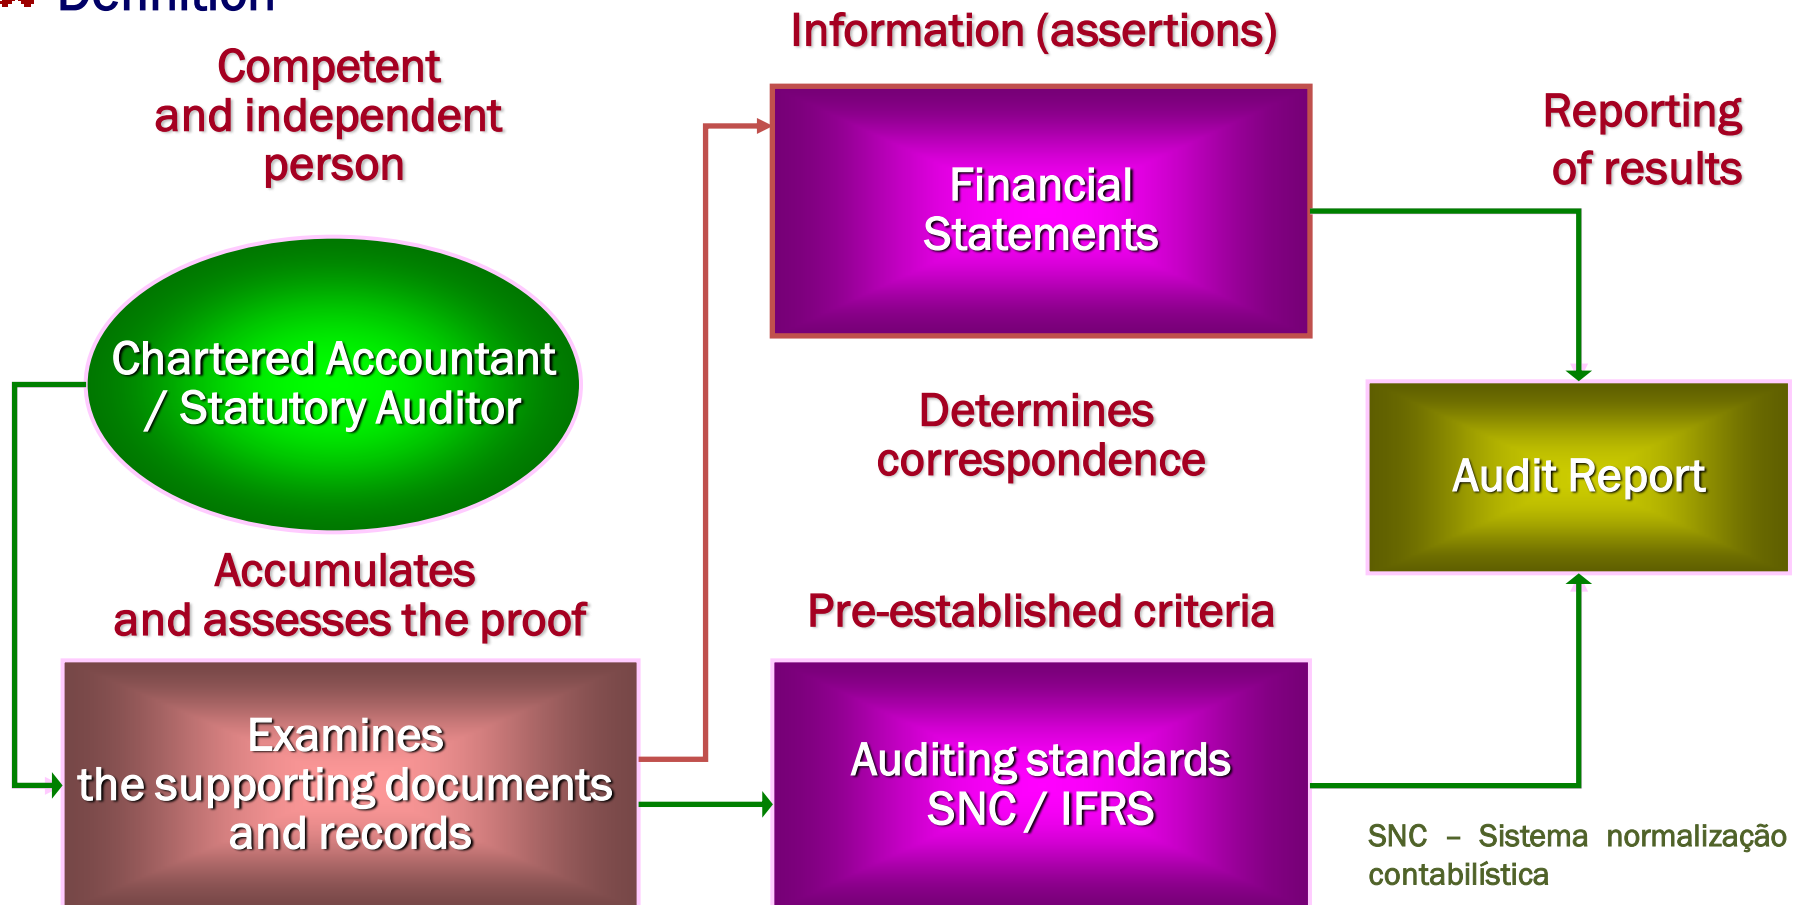 Definition
Competent
and independent
person
Information (assertions)
Reporting
of results
Financial
Statements
Chartered Accountant
/ Statutory Auditor
Determines
correspondence
Audit Report
Accumulates
and assesses the proof
Pre-established criteria
Examines
the supporting documents
and records
Auditing standards
SNC / IFRS
SNC – Sistema normalização
contabilística